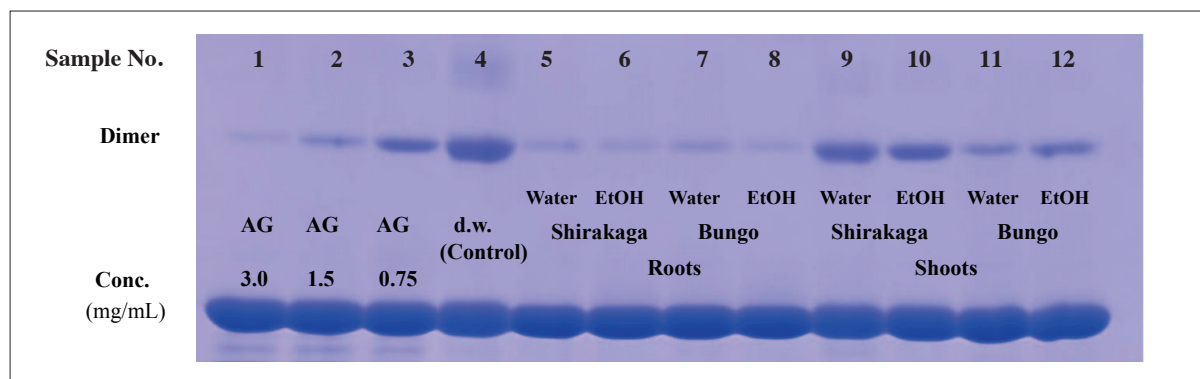 Sample No. 1 2 3 4 5 6 7 8 9 10 11 12
Dimer
Water EtOH Water EtOH Water EtOH Water EtOH
AG AG AG d.w. (Control) Shirakaga Bungo Shirakaga Bungo
Roots Shoots
Conc. 3.0 1.5 0.75
(mg/mL)